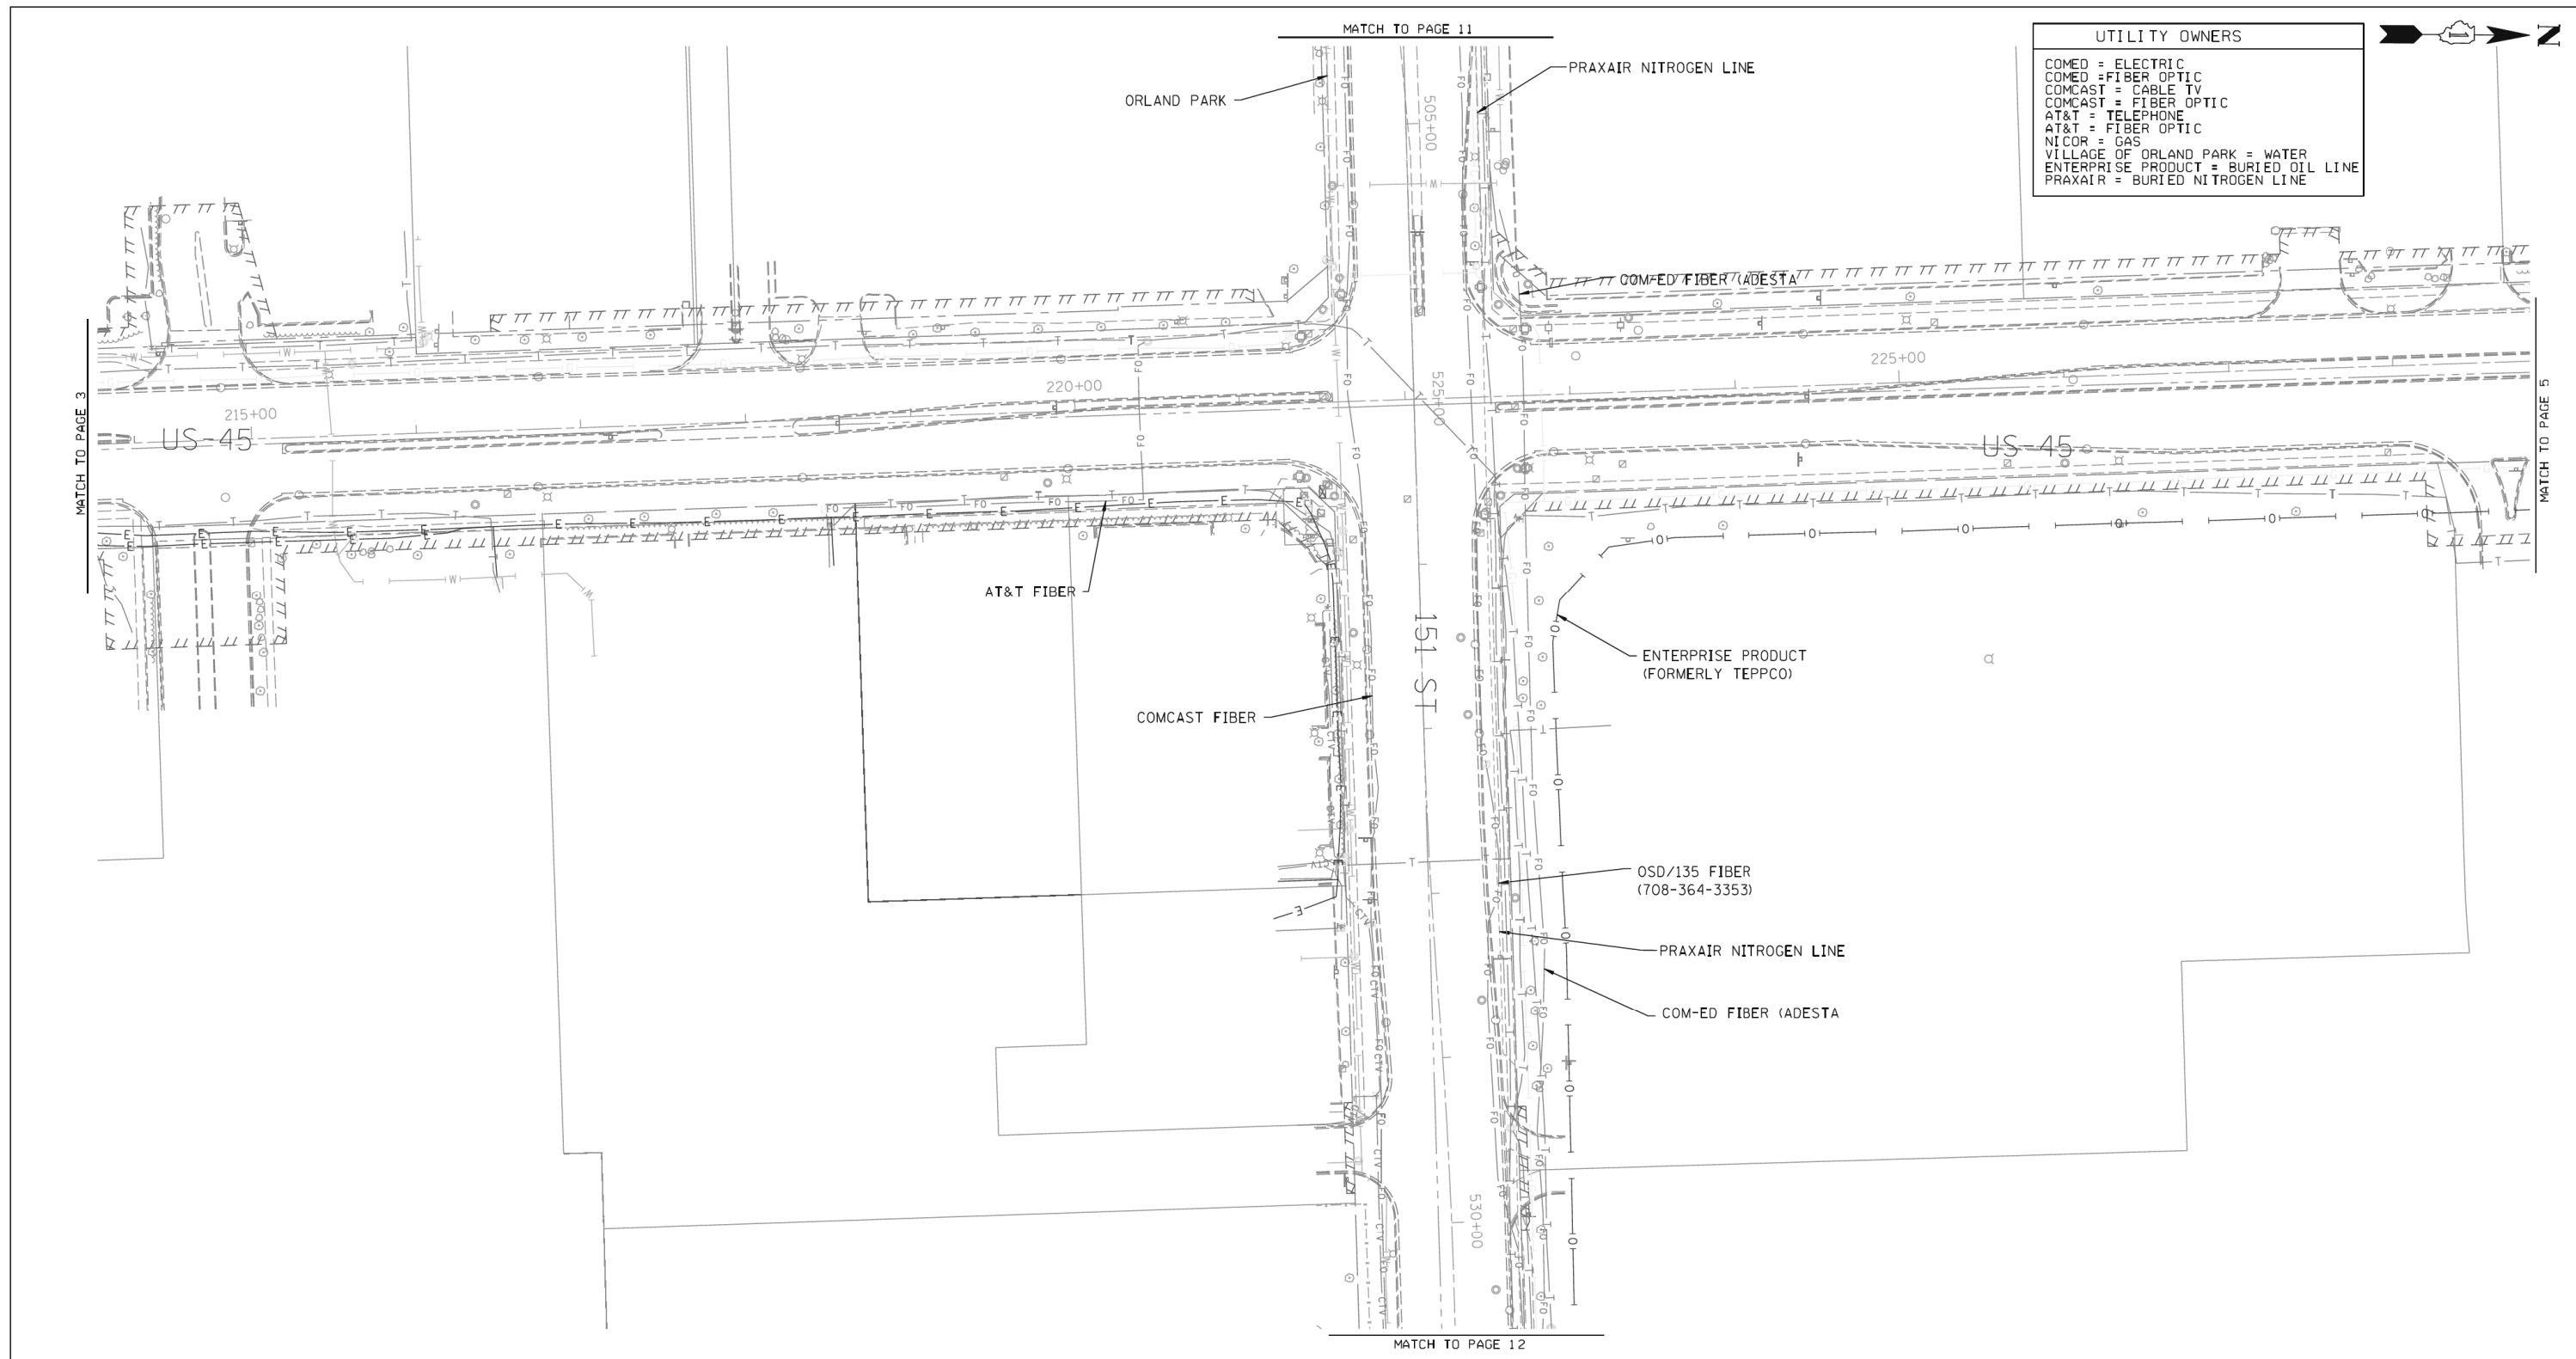 MATCH TO PAGE 11
UTILITY OWNERS
N
COMED = ELECTRIC
COMED =FIBER OPTIC
COMCAST = CABLE TV
COMCAST = FIBER OPTIC
AT&T = TELEPHONE
AT&T = FIBER OPTIC
NICOR = GAS
VILLAGE OF ORLAND PARK = WATER
ENTERPRISE PRODUCT = BURIED OIL LINE
PRAXAIR = BURIED NITROGEN LINE
PRAXAIR NITROGEN LINE
ORLAND PARK
505+00
COM-ED FIBER (ADESTA
225+00
220+00
525+00
215+00
US-45
US-45
MATCH TO PAGE 3
MATCH TO PAGE 5
AT&T FIBER
151 ST
ENTERPRISE PRODUCT
(FORMERLY TEPPCO)
COMCAST FIBER
OSD/135 FIBER
(708-364-3353)
PRAXAIR NITROGEN LINE
COM-ED FIBER (ADESTA
530+00
MATCH TO PAGE 12